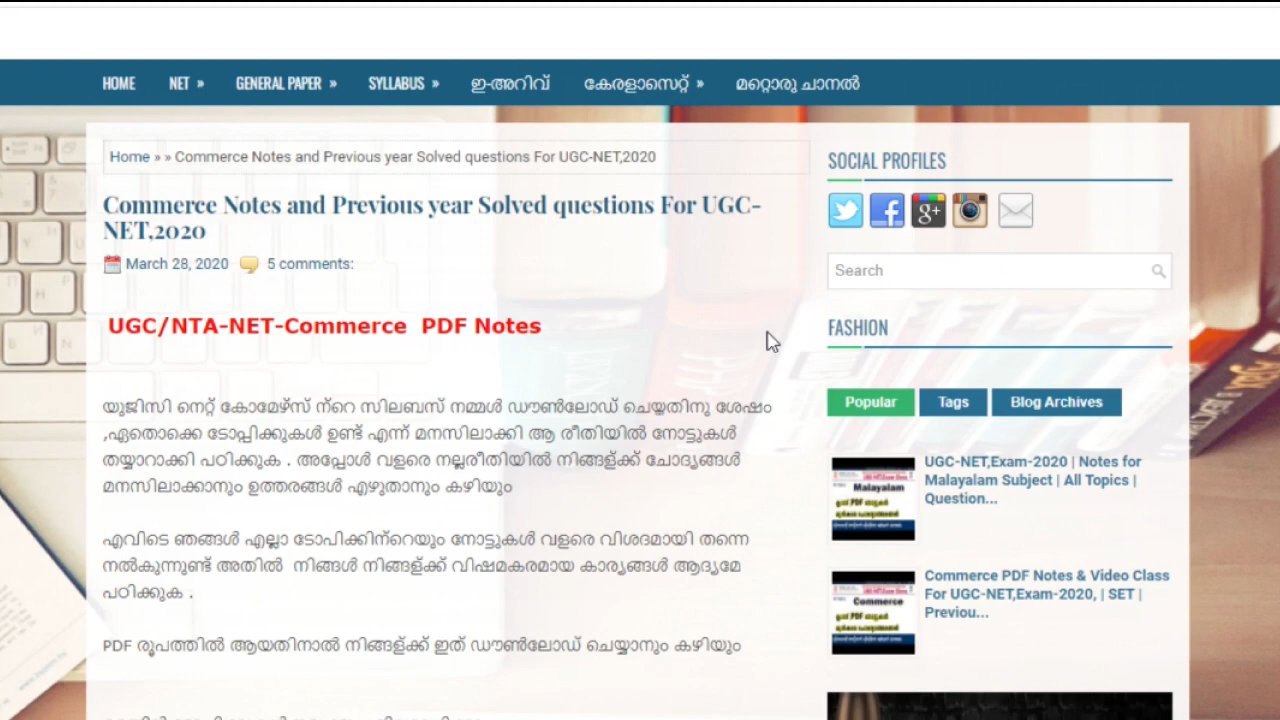 HOME NET » GENERAL PAPER » SYLLABUS » ഇ-അറിവ് കേരളാസെറ്റ് » മറ്റൊരു ചാനൽ
Home » » Commerce Notes and Previous year Solved questions For UGC-NET,2020
Commerce Notes and Previous year Solved questions For UGC-
NET,2020
March 28, 2020 5 comments:
UGC/NTA-NET-Commerce PDF Notes
യുജിസി നെറ്റ് കോമേഴ്സ് ന്റെ സിലബസ് നമ്മൾ ഡൗൺലോഡ് ചെയ്തതിനു ശേഷം
,ഏതൊക്കെ ടോപ്പിക്കുകൾ ഉണ്ട് എന്ന് മനസിലാക്കി ആ രീതിയിൽ നോട്ടുകൾ
തയ്യാറാക്കി പഠിക്കുക . അപ്പോൾ വളരെ നല്ലരീതിയിൽ നിങ്ങള്ക്ക് ചോദ്യങ്ങൾ
മനസിലാക്കാനും ഉത്തരങ്ങൾ എഴുതാനും കഴിയും
എവിടെ ഞങ്ങൾ എല്ലാ ടോപിക്കിന്റെയും നോട്ടുകൾ വളരെ വിശദമായി തന്നെ
നൽകുന്നുണ്ട് അതിൽ നിങ്ങൾ നിങ്ങള്ക്ക് വിഷമകരമായ കാര്യങ്ങൾ ആദ്യമേ
പഠിക്കുക .
PDF രൂപത്തിൽ ആയതിനാൽ നിങ്ങള്ക്ക് ഇത് ഡൗൺലോഡ് ചെയ്യാനും കഴിയും
SOCIAL PROFILES
Search
FASHION
Popular Tags Blog Archives
Malayalam
UGC-NET,Exam-2020 | Notes for
Malayalam Subject | All Topics |
Question...
Commerce
Commerce PDF Notes & Video Class
For UGC-NET,Exam-2020, | SET |
Previou...